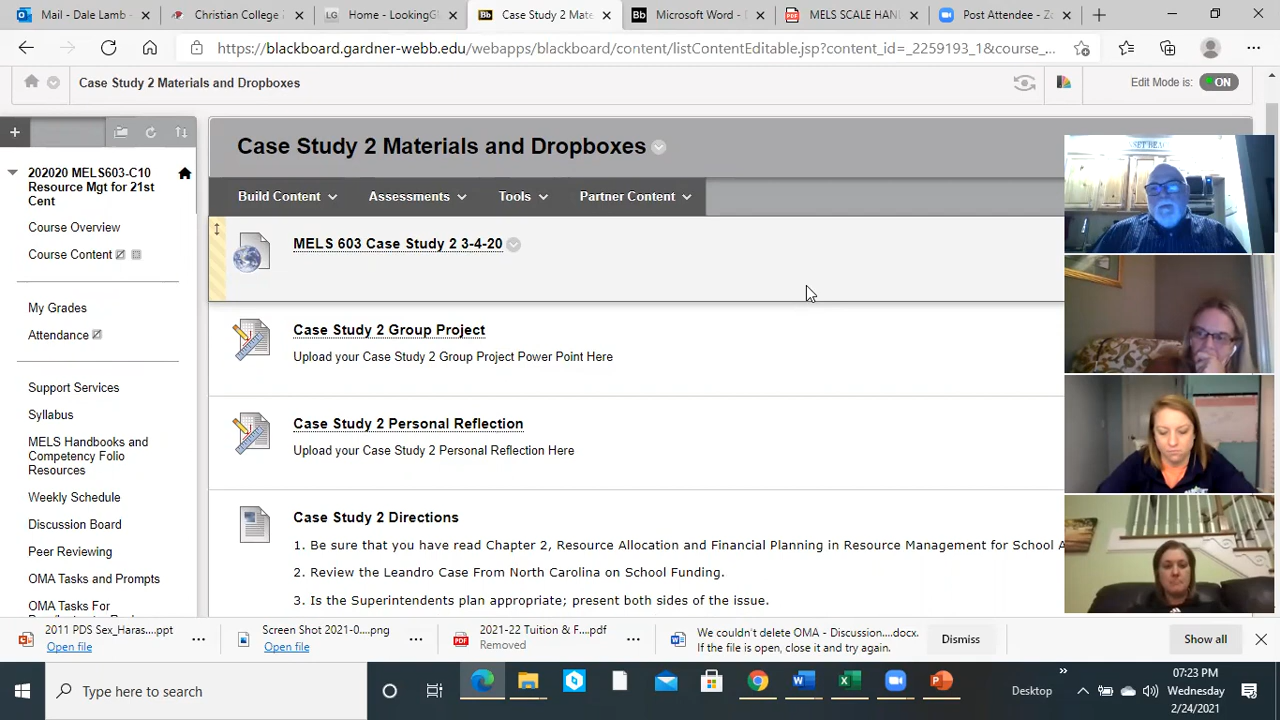 Mail - Dale Lamb -
Christian College i
Home - LookingGl
Case Study 2 Mate
Microsoft Word - D
MELS SCALE HAN
Post Attendee - Zo
https://blackboard.gardner-webb.edu/webapps/blackboard/content/listContentEditable.jsp?content_id=_2259193_1&course_...
Case Study 2 Materials and Dropboxes
Edit Mode is: ON
202020 MELS603-C10
Resource Mgt for 21st
Cent
Course Overview
Course Content
My Grades
Attendance
Support Services
Syllabus
MELS Handbooks and
Competency Folio
Resources
Weekly Schedule
Discussion Board
Peer Reviewing
OMA Tasks and Prompts
OMA Tasks For
Case Study 2 Materials and Dropboxes
Build Content
Assessments
Tools
Partner Content
MELS 603 Case Study 2 3-4-20
Case Study 2 Group Project
Upload your Case Study 2 Group Project Power Point Here
Case Study 2 Personal Reflection
Upload your Case Study 2 Personal Reflection Here
Case Study 2 Directions
1. Be sure that you have read Chapter 2, Resource Allocation and Financial Planning in Resource Management for School A
2. Review the Leandro Case From North Carolina on School Funding.
3. Is the Superintendents plan appropriate; present both sides of the issue.
2011 PDS Sex_Haras....ppt
Open file
Screen Shot 2021-0....png
Open file
2021-22 Tuition & F....pdf
Removed
We couldn't delete OMA - Discussion....docx.
If the file is open, close it and try again.
Dismiss
Show all
Type here to search
Desktop
07:23 PM
Wednesday
2/24/2021